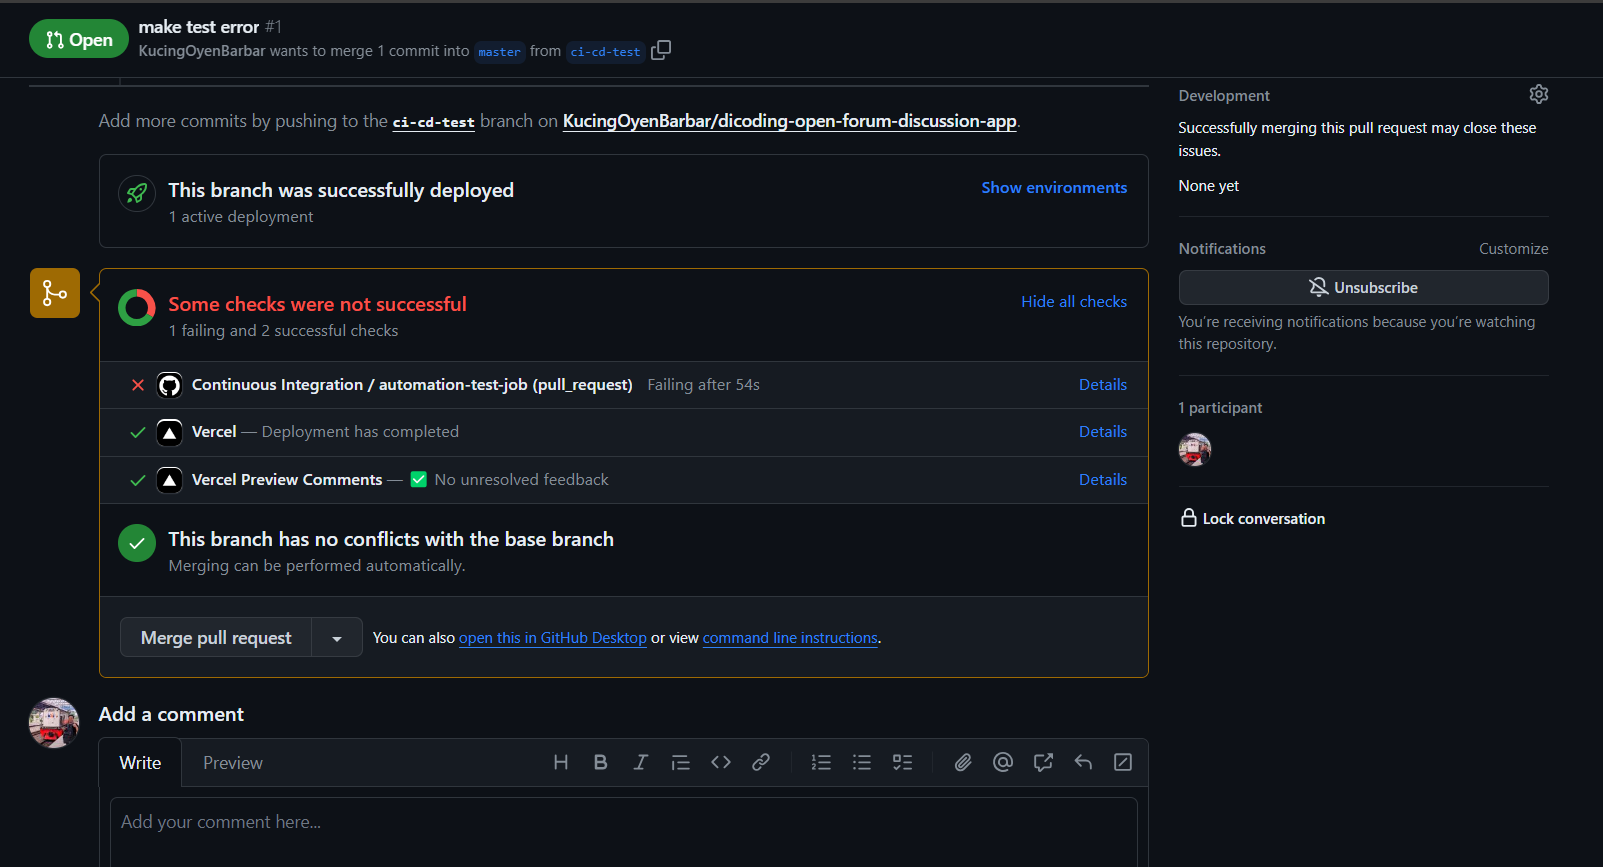 Open
make test error #1
KucingOyenBarbar wants to merge 1 commit into master from ci-cd-test
Add more commits by pushing to the ci-cd-test branch on KucingOyenBarbar/dicoding-open-forum-discussion-app.
This branch was successfully deployed
Show environments
1 active deployment
Some checks were not successful
Hide all checks
1 failing and 2 successful checks
Continuous Integration / automation-test-job (pull_request) Failing after 54s Details
Vercel — Deployment has completed Details
Vercel Preview Comments — ✅ No unresolved feedback Details
This branch has no conflicts with the base branch
Merging can be performed automatically.
Merge pull request
You can also open this in GitHub Desktop or view command line instructions.
Add a comment
Write Preview
Add your comment here...
Development
Successfully merging this pull request may close these
issues.
None yet
Notifications Customize
Unsubscribe
You're receiving notifications because you're watching
this repository.
1 participant
Lock conversation